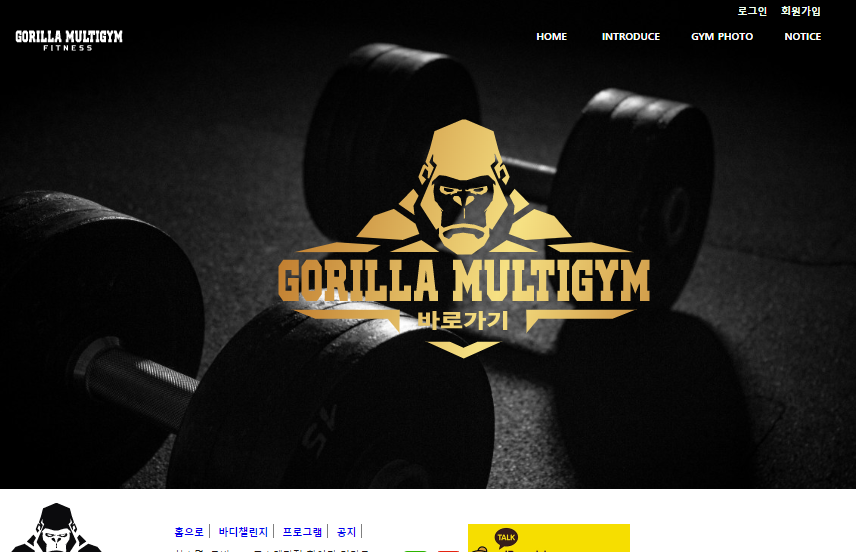 로그인 회원가입
GORILLA MULTIGYM
FITNESS
HOME INTRODUCE GYM PHOTO NOTICE
GORILLA MULTIGYM
바로가기
홈으로 | 바디챌린지 | 프로그램 | 공지 |
TALK